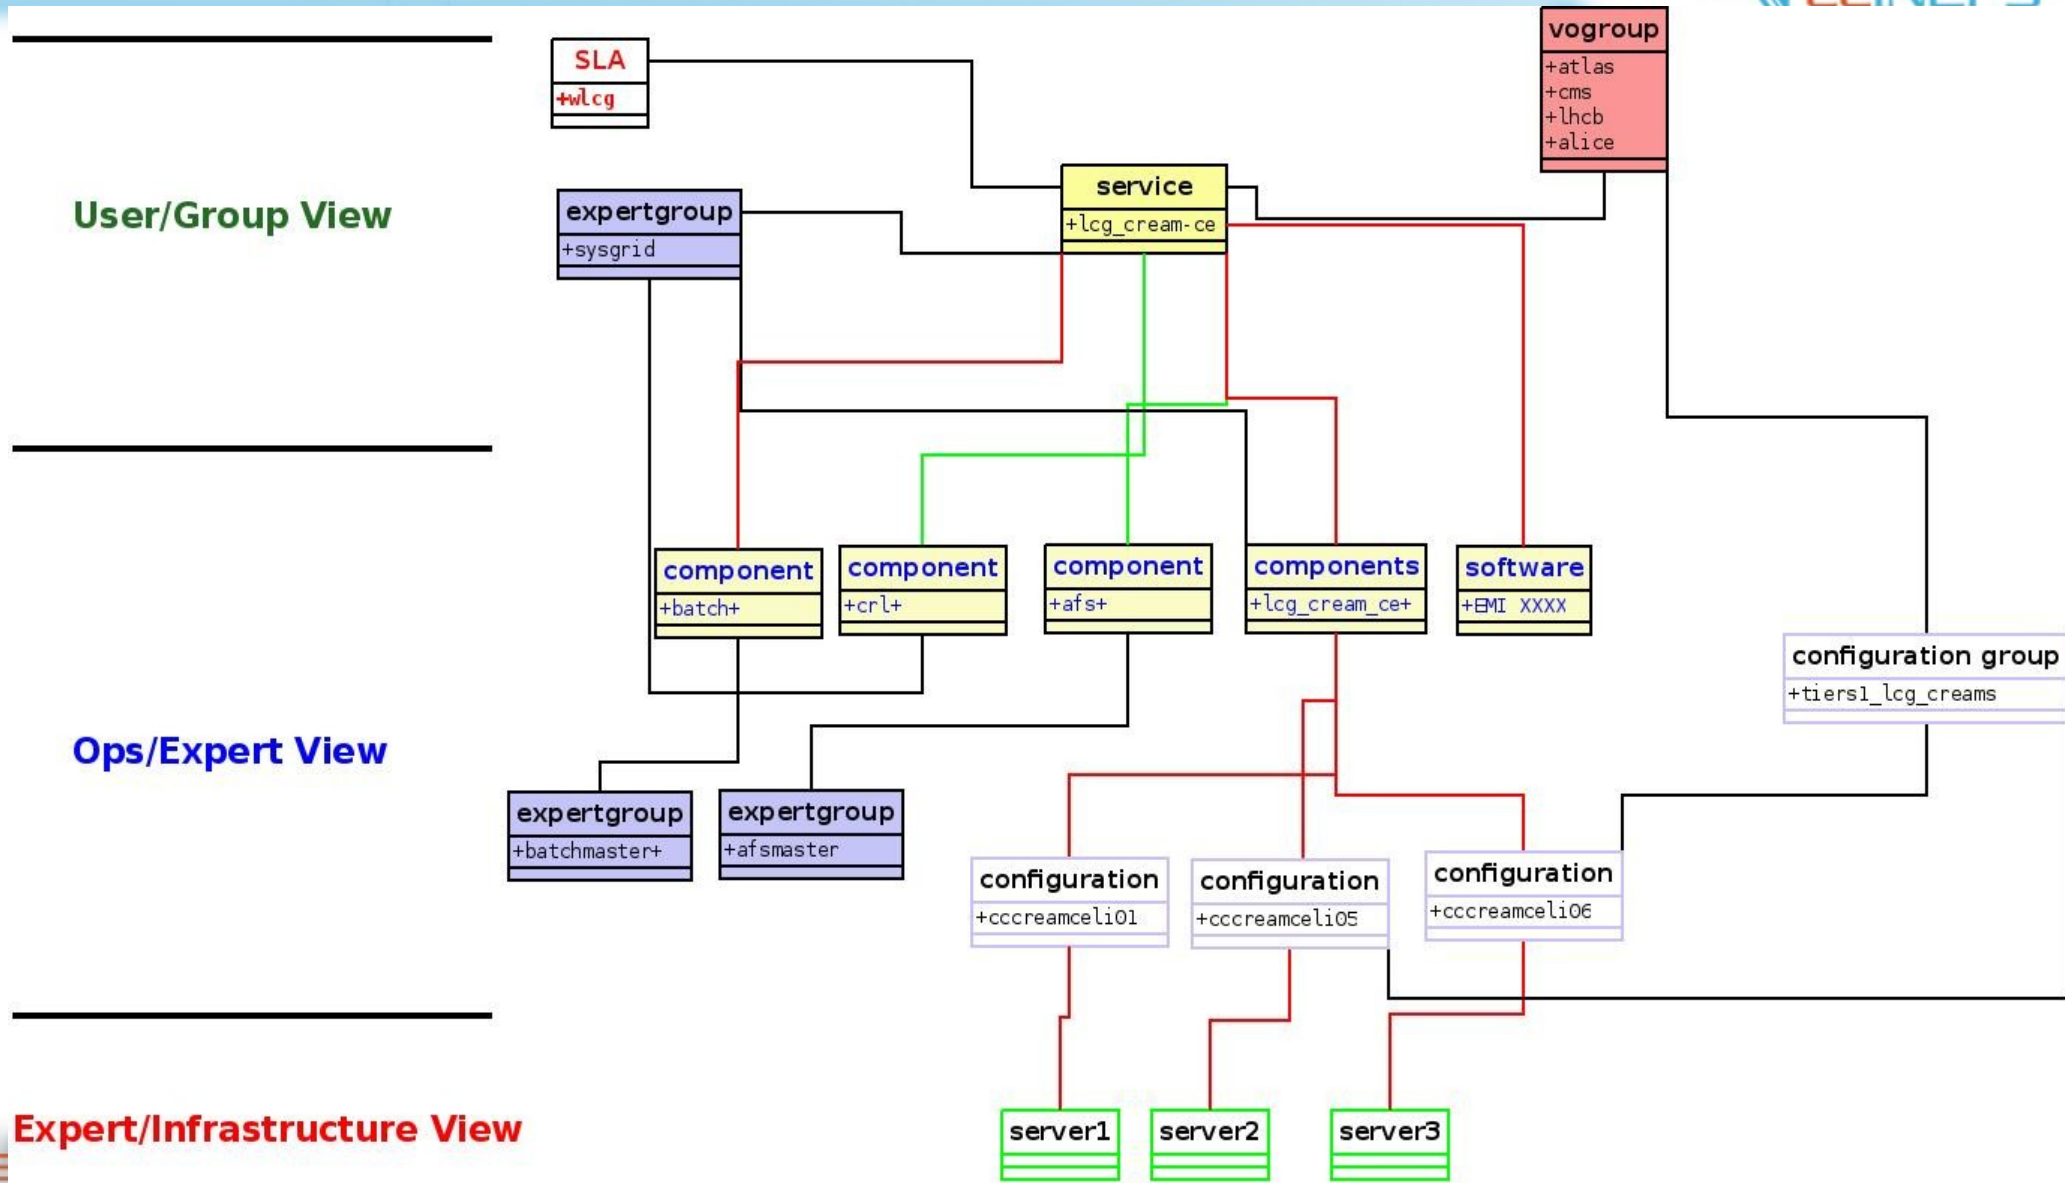 SLA
+wlcg
vogroup
+atlas
+cms
+lhcb
+alice
User/Group View
expertgroup
+sysgrid
service
+lcg_cream-ce
component
+batch+
component
+crl+
component
+afs+
components
+lcg_cream_ce+
software
+EMI XXXX
configuration group
+tiers1_lcg_creams
Ops/Expert View
expertgroup
+batchmaster+
expertgroup
+afsmaster
configuration
+cccreamceli01
configuration
+cccreamceli05
configuration
+cccreamceli06
Expert/Infrastructure View
server1
server2
server3